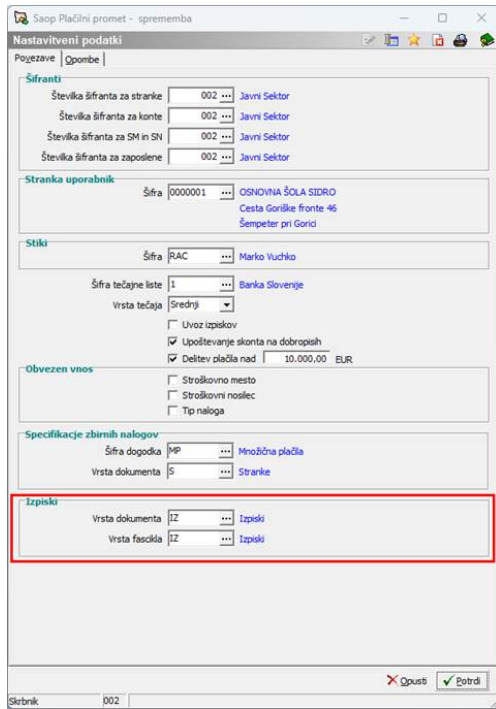 Saop Plačilni promet - sprememba
Nastavitveni podatki
Povezave Opombe
Šifranti
Številka šifranta za stranke 002 ... Javni Sektor
Številka šifranta za konte 002 ... Javni Sektor
Številka šifranta za SM in SN 002 ... Javni Sektor
Številka šifranta za zaposlene 002 ... Javni Sektor
Stranka uporabnik
Šifra 0000001 ... OSNOVNA ŠOLA SIDRO
Cesta Goriške fronte 46
Šempeter pri Gorici
Stiki
Šifra RAC ... Marko Vuchko
Šifra tečajne liste 1 ... Banka Slovenije
Vrsta tečaja Srednji
Uvoz izpiskov
Upoštevanje skonta na dobropisih
Delitev plačila nad 10.000,00 EUR
Obvezen vnos
Stroškovno mesto
Stroškovni nosilec
Tip naloga
Specifikacje zbirnih nalogov
Šifra dogodka MP ... Množična plačila
Vrsta dokumenta S ... Stranke
Izpiski
Vrsta dokumenta IZ ... Izpiski
Vrsta fascikla IZ ... Izpiski
Opusti Potrdi
Skrbnik 002